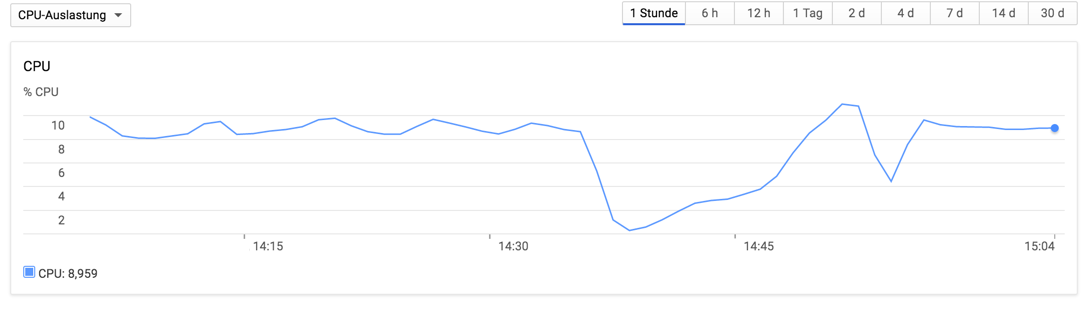 CPU-Auslastung
1 Stunde 6 h 12 h 1 Tag 2 d 4 d 7 d 14 d 30 d
CPU
% CPU
10
8
6
4
2
14:15 14:30 14:45 15:04
CPU: 8,959